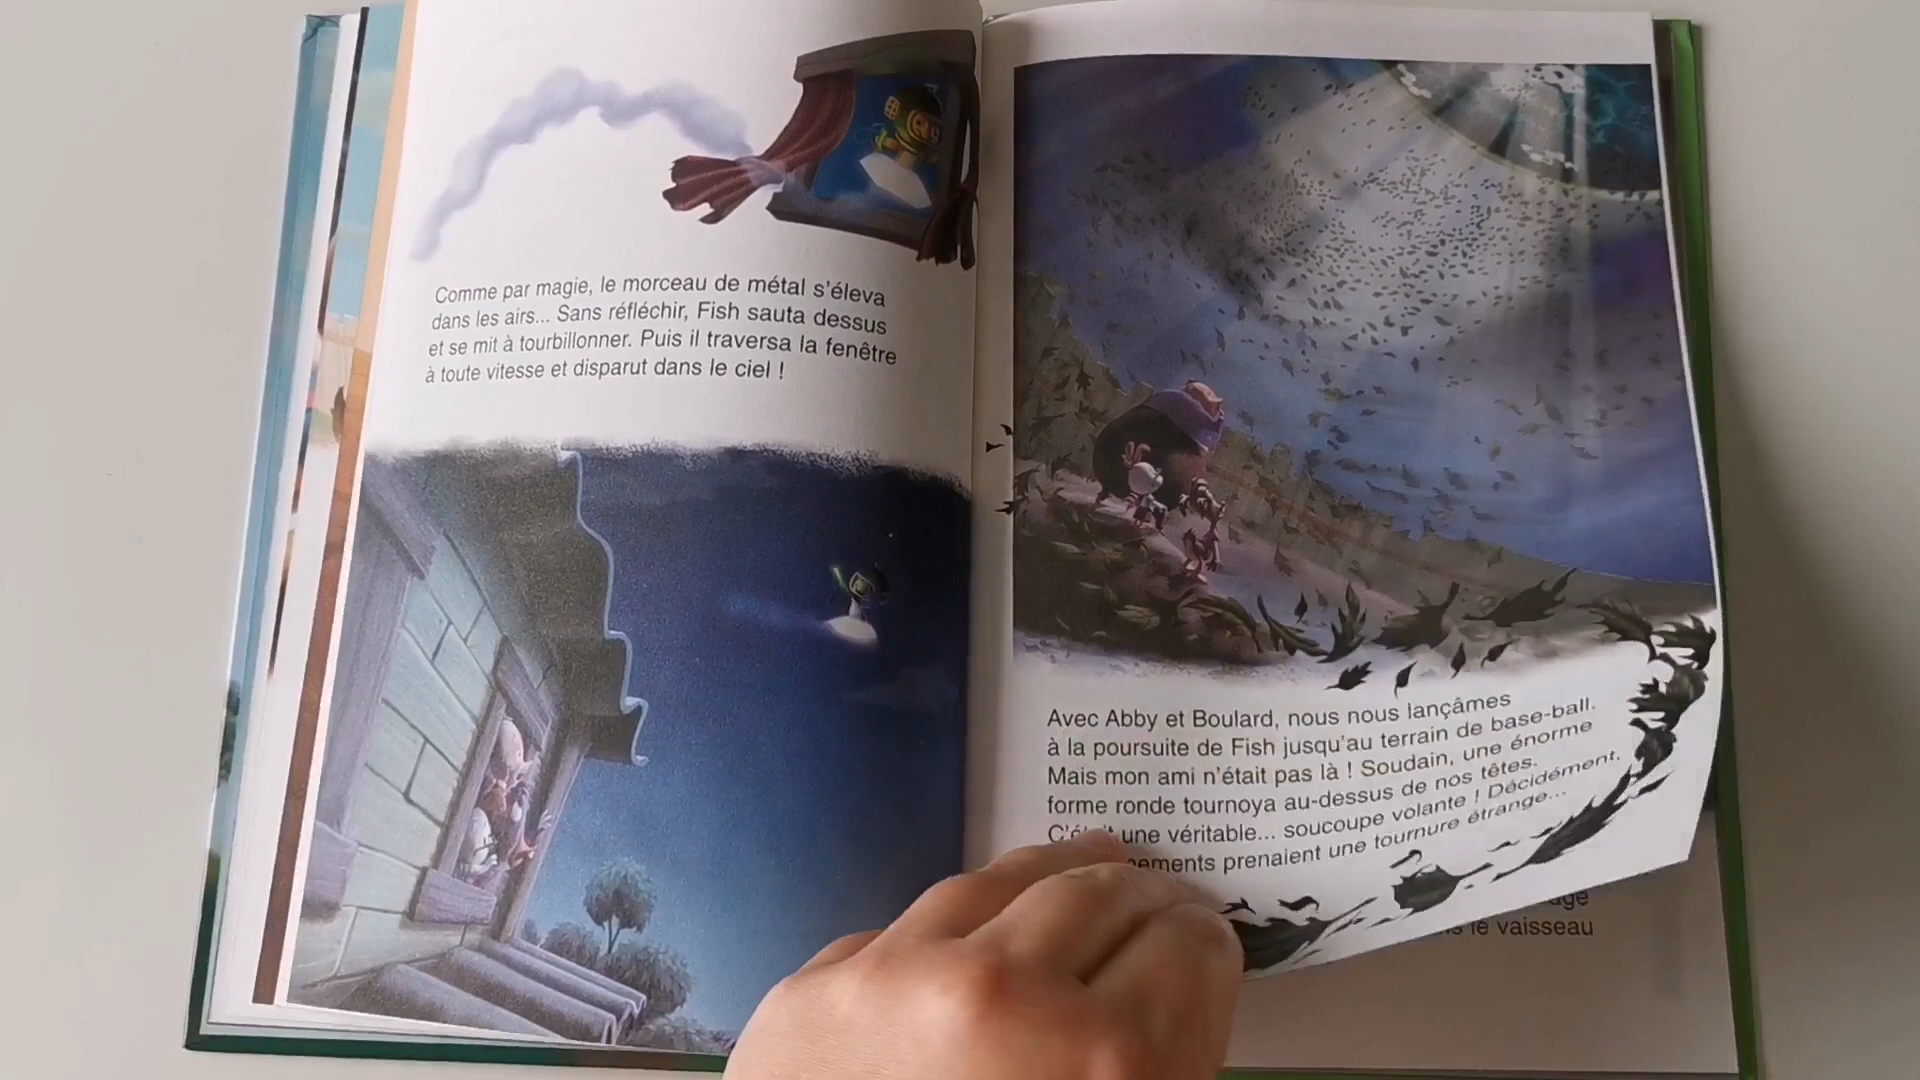 Comme par magie, le morceau de métal s'éleva
dans les airs... Sans réfléchir, Fish sauta dessus
et se mit à tourbillonner. Puis il traversa la fenêtre
à toute vitesse et disparut dans le ciel !
Avec Abby et Boulard, nous nous lançâmes
à la poursuite de Fish jusqu'au terrain de base-ball.
Mais mon ami n'était pas là ! Soudain, une énorme
forme ronde tournoya au-dessus de nos têtes.
une véritable... soucoupe volante ! Décidément,
prenaient une tournure étrange...
le vaisseau